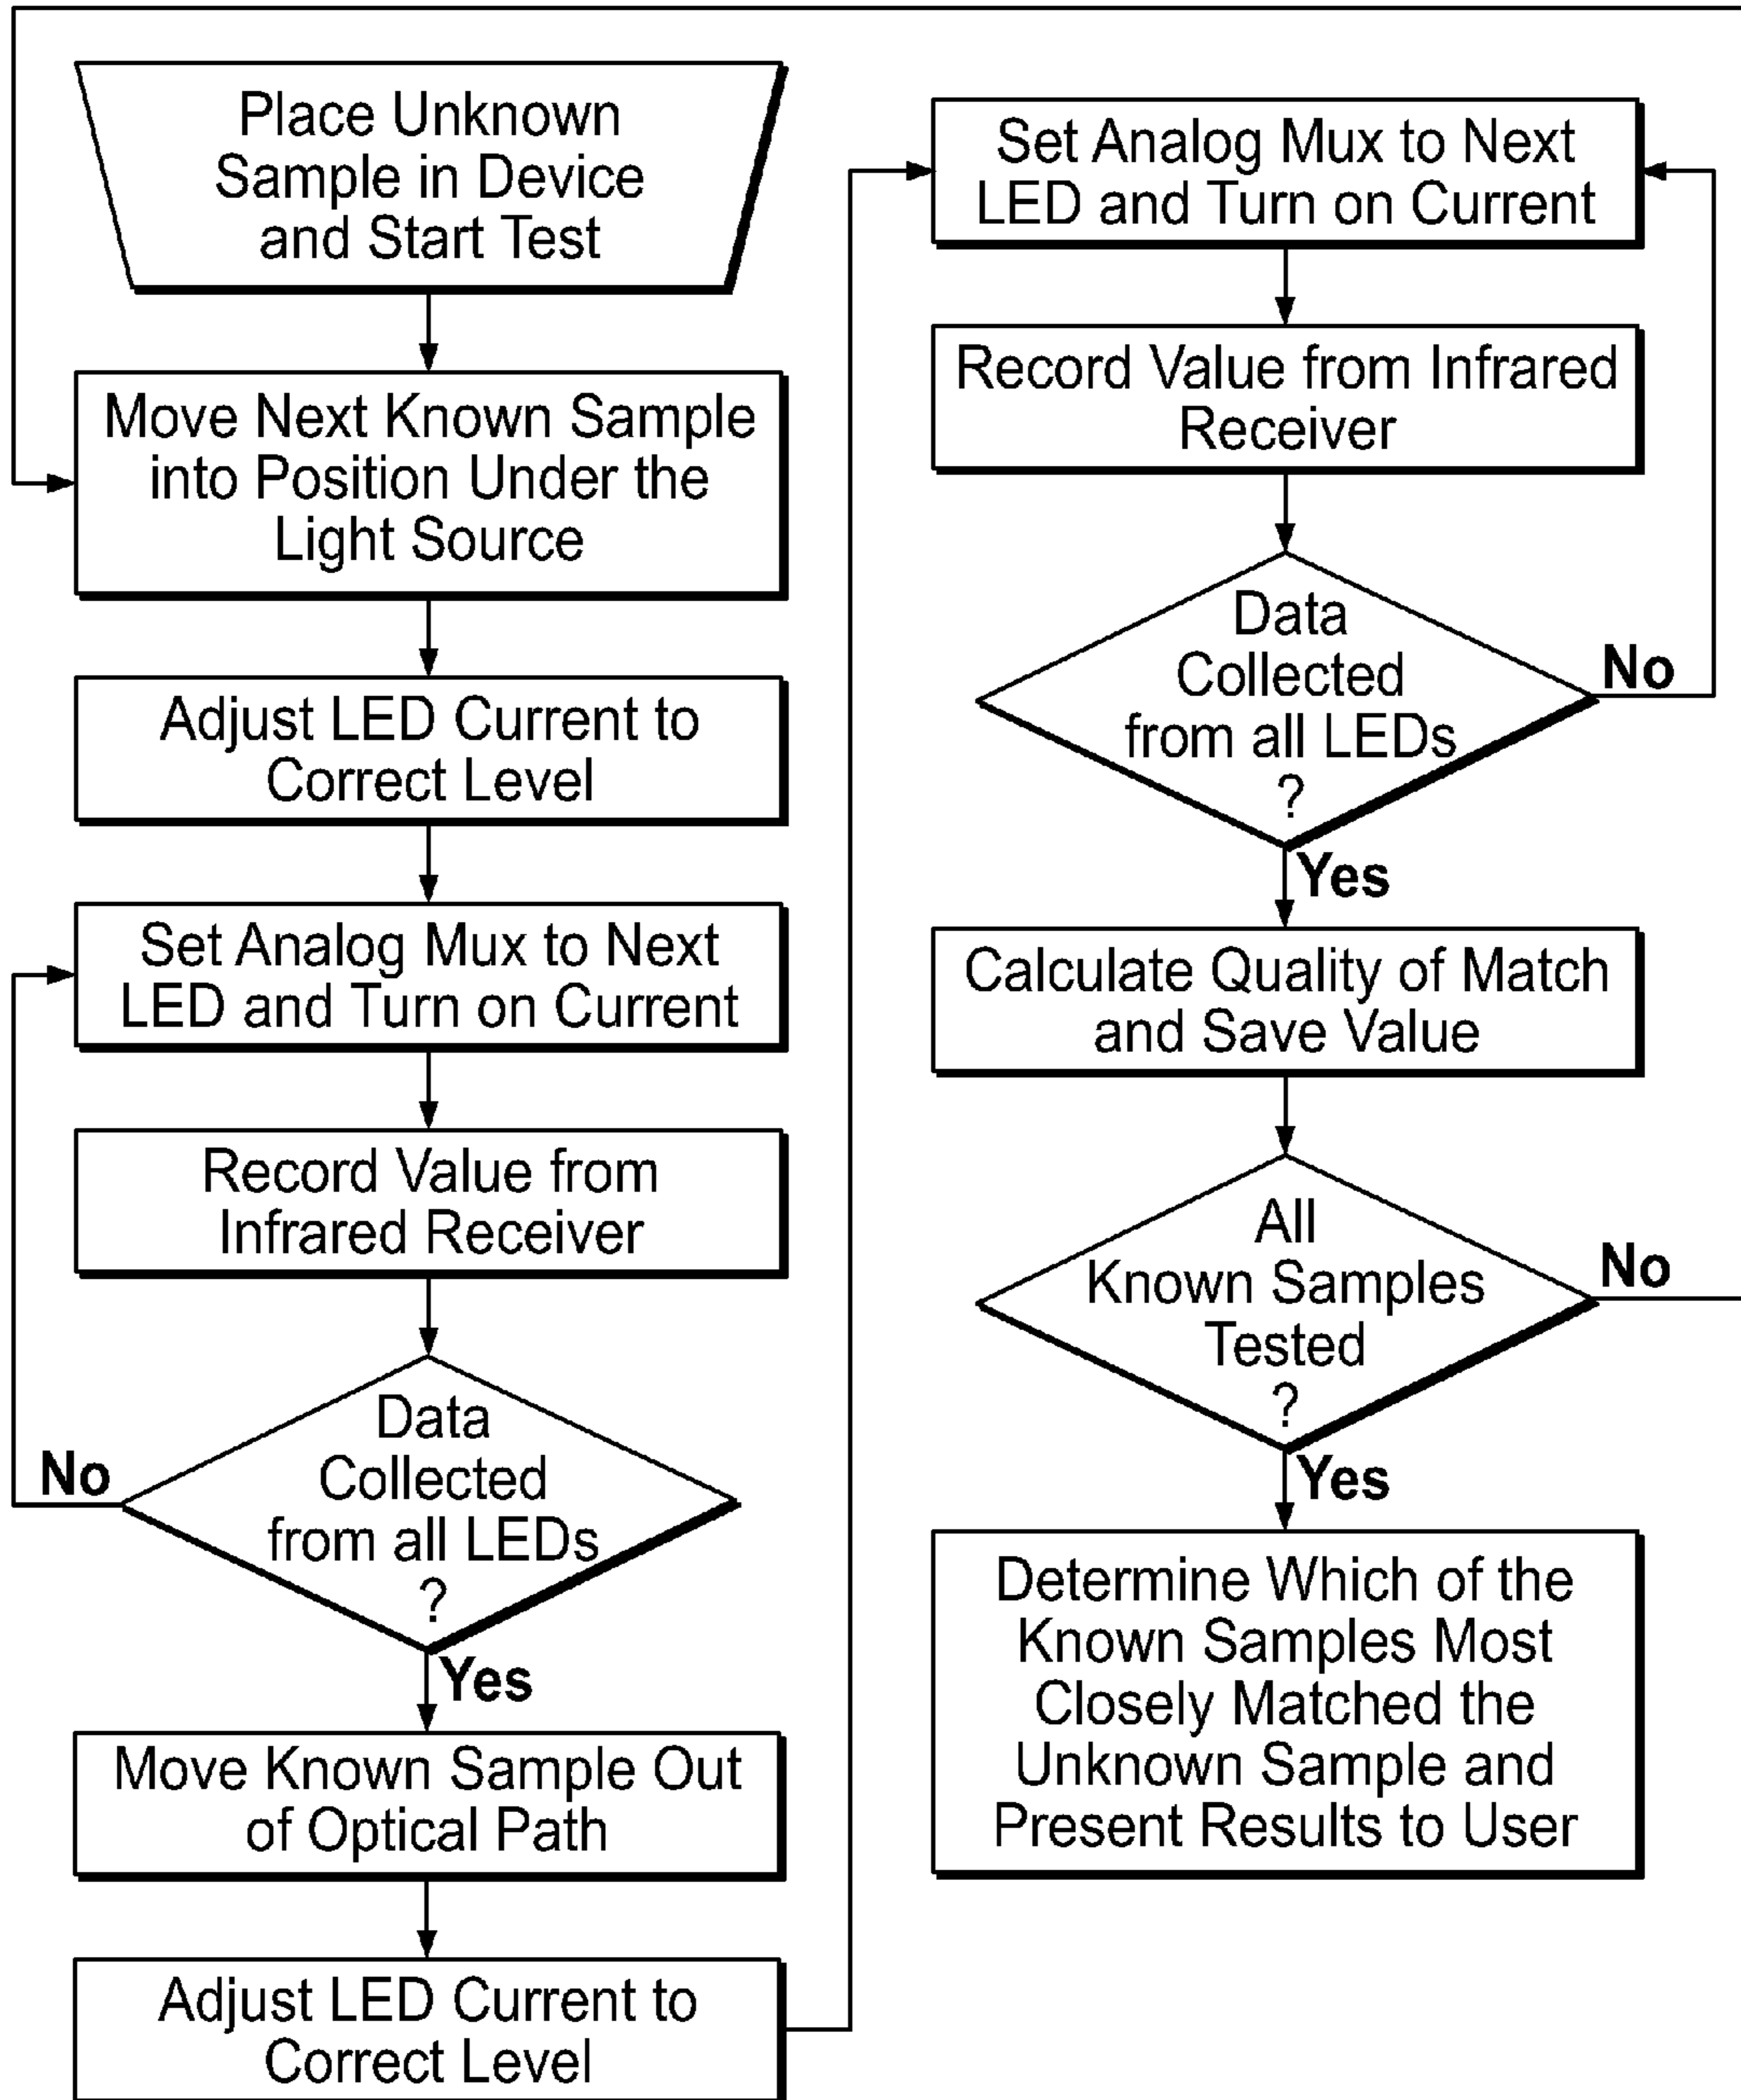 Place Unknown
Sample in Device
and Start Test
Move Next Known Sample
into Position Under the
Light Source
Adjust LED Current to
Correct Level
Set Analog Mux to Next
LED and Turn on Current
Record Value from
Infrared Receiver
Data
Collected
from all LEDs
?
No
Yes
Move Known Sample Out
of Optical Path
Adjust LED Current to
Correct Level
Set Analog Mux to Next
LED and Turn on Current
Record Value from Infrared
Receiver
Data
Collected
from all LEDs
?
No
Yes
Calculate Quality of Match
and Save Value
All
Known Samples
Tested
?
No
Yes
Determine Which of the
Known Samples Most
Closely Matched the
Unknown Sample and
Present Results to User